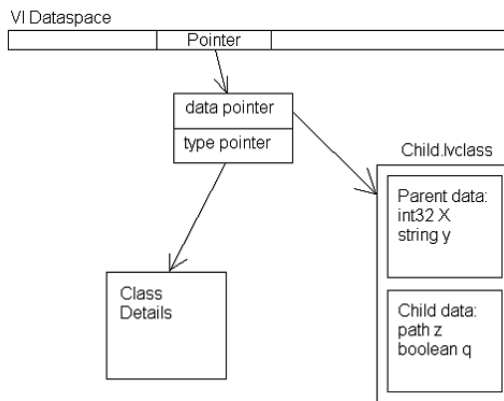 VI Dataspace
Pointer
data pointer
type pointer
Child.lvclass
Parent data:
int32 X
string y
Class
Details
Child data:
path z
boolean q